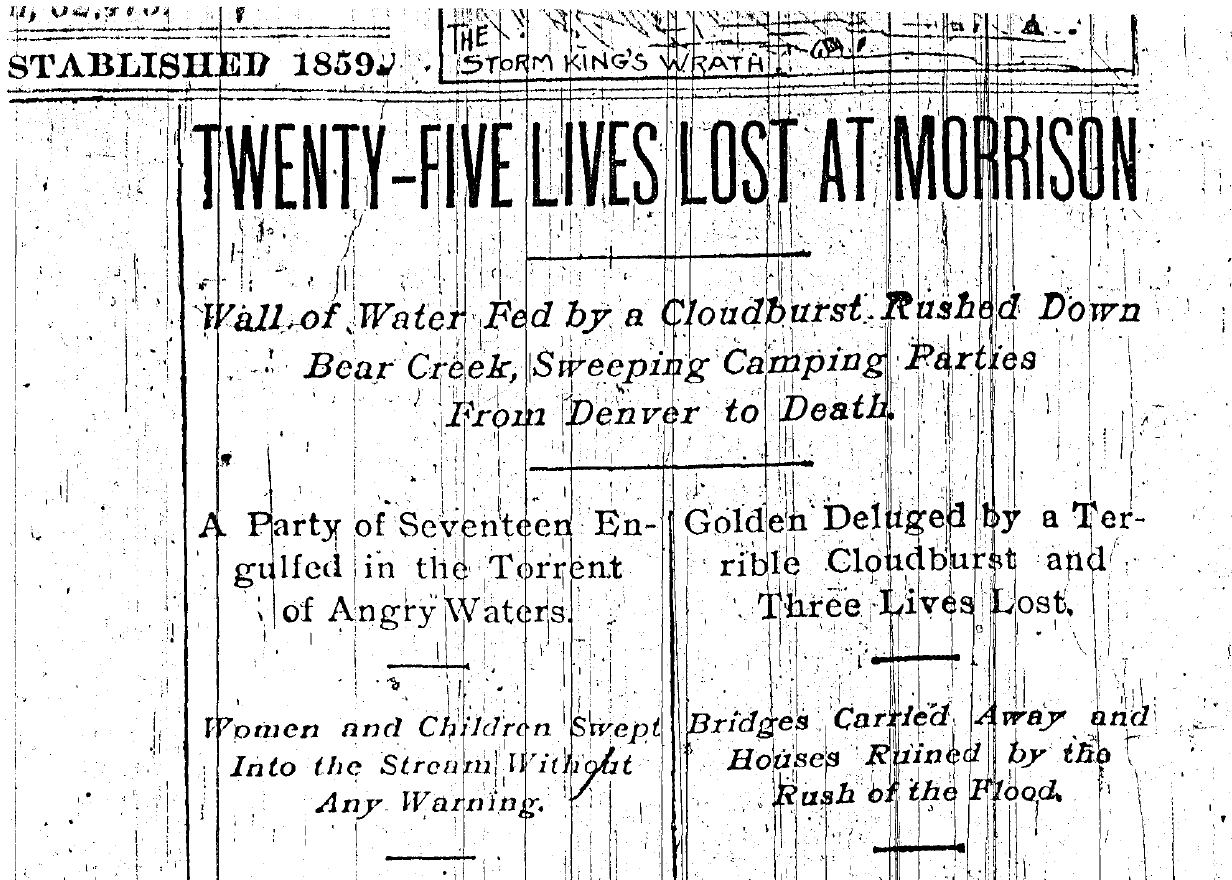 STABLISHED 1859.
THE
STORM KING'S WRATH.
TWENTY-FIVE LIVES LOST AT MORRISON
Wall of Water Fed by a Cloudburst Rushed Down
Bear Creek, Sweeping Camping Parties
From Denver to Death.
A Party of Seventeen En-
gulfed in the Torrent
of Angry Waters.
Women and Children Swept
Into the Stream Without
Any Warning.
Golden Deluged by a Ter-
rible Cloudburst and
Three Lives Lost.
Bridges Carried Away and
Houses Ruined by the
Rush of the Flood.